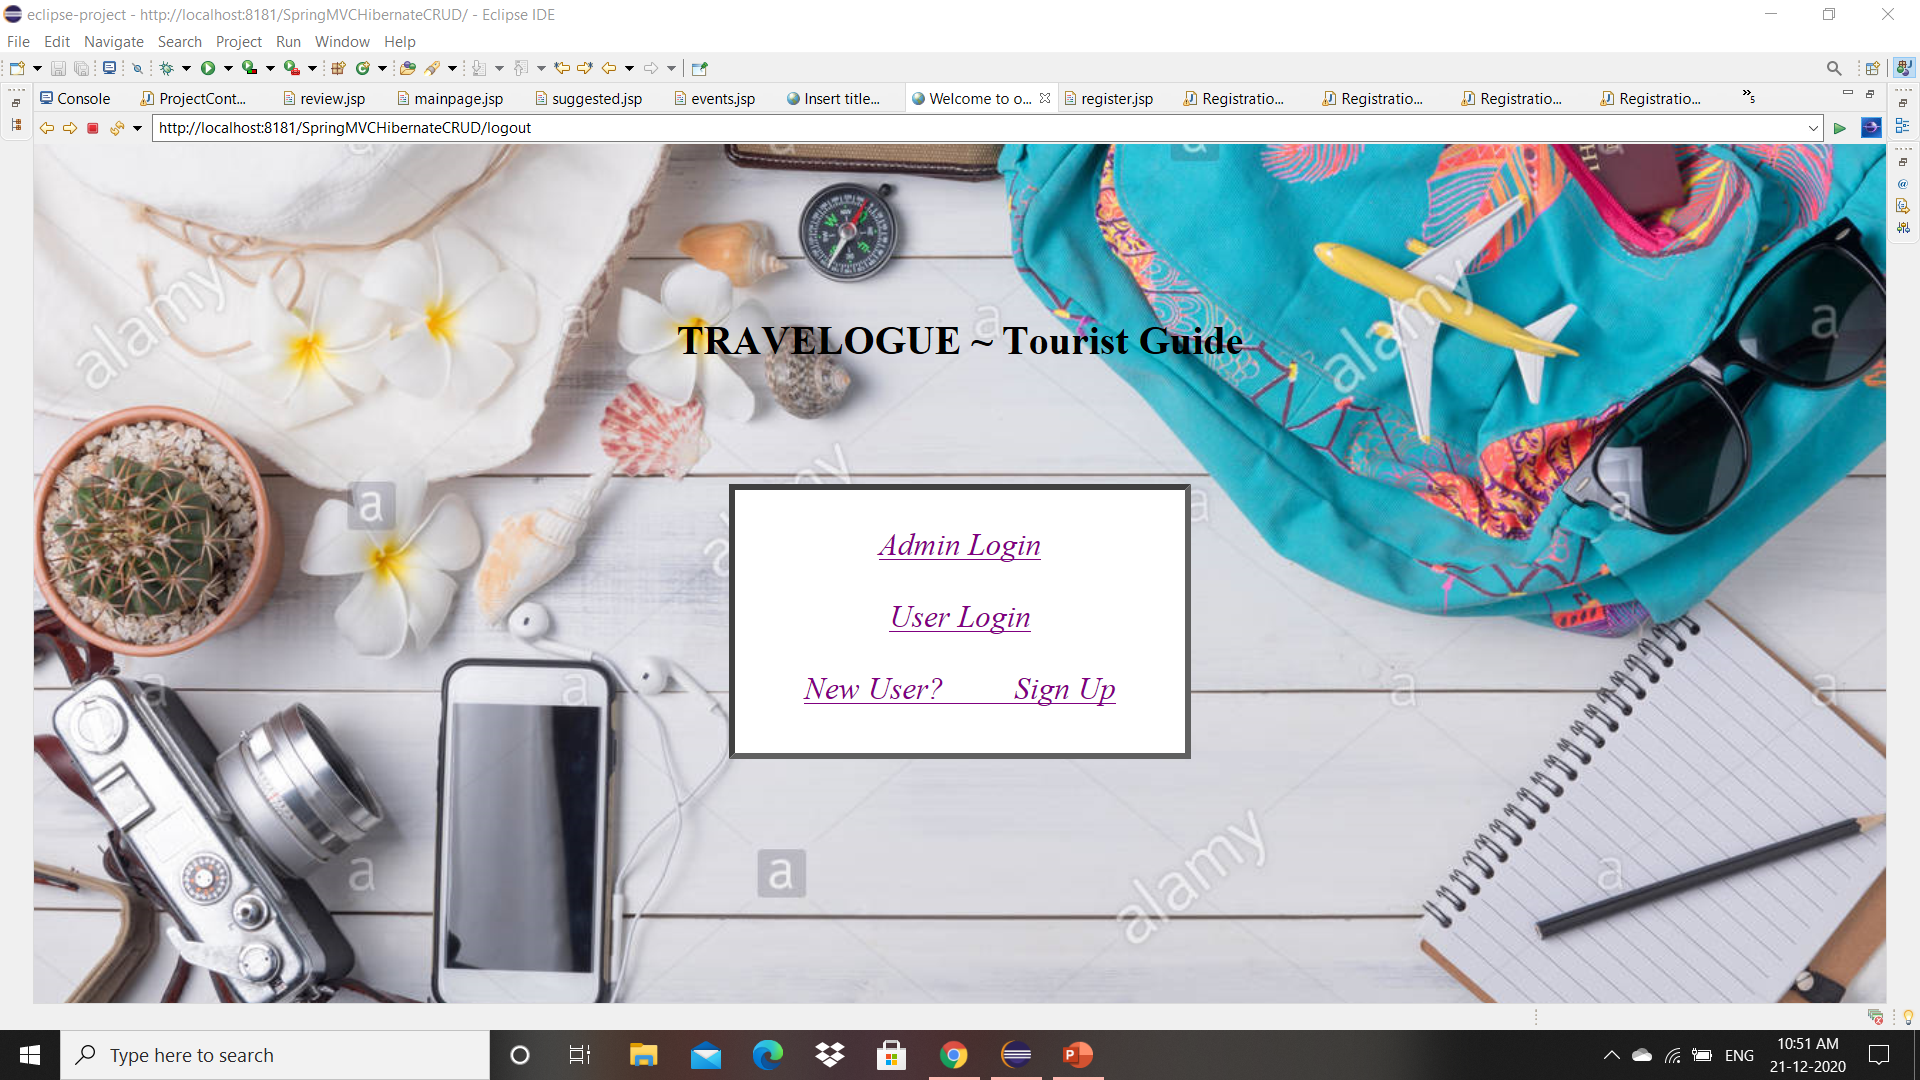 eclipse-project - http://localhost:8181/SpringMVCHibernateCRUD/ - Eclipse IDE
File Edit Navigate Search Project Run Window Help
Console ProjectCont... review.jsp mainpage.jsp suggested.jsp events.jsp Insert title... Welcome to o... register.jsp Registratio... Registratio... Registratio... Registratio... »5
http://localhost:8181/SpringMVCHibernateCRUD/logout
a a
alamy a a alamy a
TRAVELOGUE ~ Tourist Guide
a alamy a a
Admin Login
User Login
New User? Sign Up
a a a a
a a alamy a
Type here to search
ENG
10:51 AM
21-12-2020